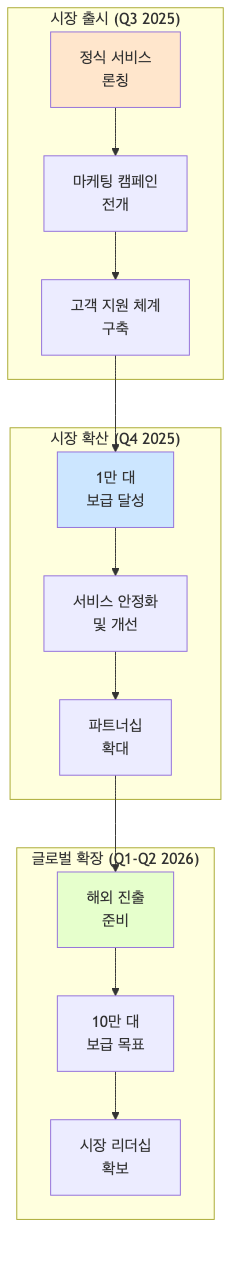 시장 출시 (Q3 2025)
정식 서비스
론칭
마케팅 캠페인
전개
고객 지원 체계
구축
시장 확산 (Q4 2025)
1만 대
보급 달성
서비스 안정화
및 개선
파트너십
확대
글로벌 확장 (Q1-Q2 2026)
해외 진출
준비
10만 대
보급 목표
시장 리더십
확보